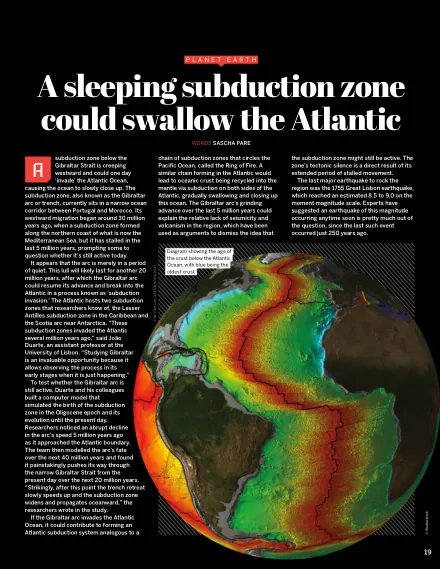 PLANET EARTH
A sleeping subduction zone
could swallow the Atlantic
WORDS SASCHA PARE
A subduction zone below the
Gibraltar Strait is creeping
westward and could one day
'invade' the Atlantic Ocean,
causing the ocean to slowly close up. The
subduction zone, also known as the Gibraltar
arc or trench, currently sits in a narrow ocean
corridor between Portugal and Morocco. Its
westward migration began around 30 million
years ago, when a subduction zone formed
along the northern coast of what is now the
Mediterranean Sea, but it has stalled in the
last 5 million years, prompting some to
question whether it's still active today.
It appears that the arc is merely in a period
of quiet. This lull will likely last for another 20
million years, after which the Gibraltar arc
could resume its advance and break into the
Atlantic in a process known as 'subduction
invasion.' The Atlantic hosts two subduction
zones that researchers know of, the Lesser
Antilles subduction zone in the Caribbean and
the Scotia arc near Antarctica. "These
subduction zones invaded the Atlantic
several million years ago," said João
Duarte, an assistant professor at the
University of Lisbon. "Studying Gibraltar
is an invaluable opportunity because it
allows observing the process in its
early stages when it is just happening."
To test whether the Gibraltar arc is
still active, Duarte and his colleagues
built a computer model that
simulated the birth of the subduction
zone in the Oligocene epoch and its
evolution until the present day.
Researchers noticed an abrupt decline
in the arc's speed 5 million years ago
as it approached the Atlantic boundary.
The team then modelled the arc's fate
over the next 40 million years and found
it painstakingly pushes its way through
the narrow Gibraltar Strait from the
present day over the next 20 million years.
"Strikingly, after this point the trench retreat
slowly speeds up and the subduction zone
widens and propagates oceanward," the
researchers wrote in the study.
If the Gibraltar arc invades the Atlantic
Ocean, it could contribute to forming an
Atlantic subduction system analogous to a
chain of subduction zones that circles the
Pacific Ocean, called the Ring of Fire. A
similar chain forming in the Atlantic would
lead to oceanic crust being recycled into the
mantle via subduction on both sides of the
Atlantic, gradually swallowing and closing up
this ocean. The Gibraltar arc's grinding
advance over the last 5 million years could
explain the relative lack of seismicity and
volcanism in the region, which have been
used as arguments to dismiss the idea that
the subduction zone might still be active. The
zone's tectonic silence is a direct result of its
extended period of stalled movement.
The last major earthquake to rock the
region was the 1755 Great Lisbon earthquake,
which reached an estimated 8.5 to 9.0 on the
moment magnitude scale. Experts have
suggested an earthquake of this magnitude
occurring anytime soon is pretty much out of
the question, since the last such event
occurred just 250 years ago.
Diagram showing the age of
the crust below the Atlantic
Ocean, with blue being the
oldest crust
19